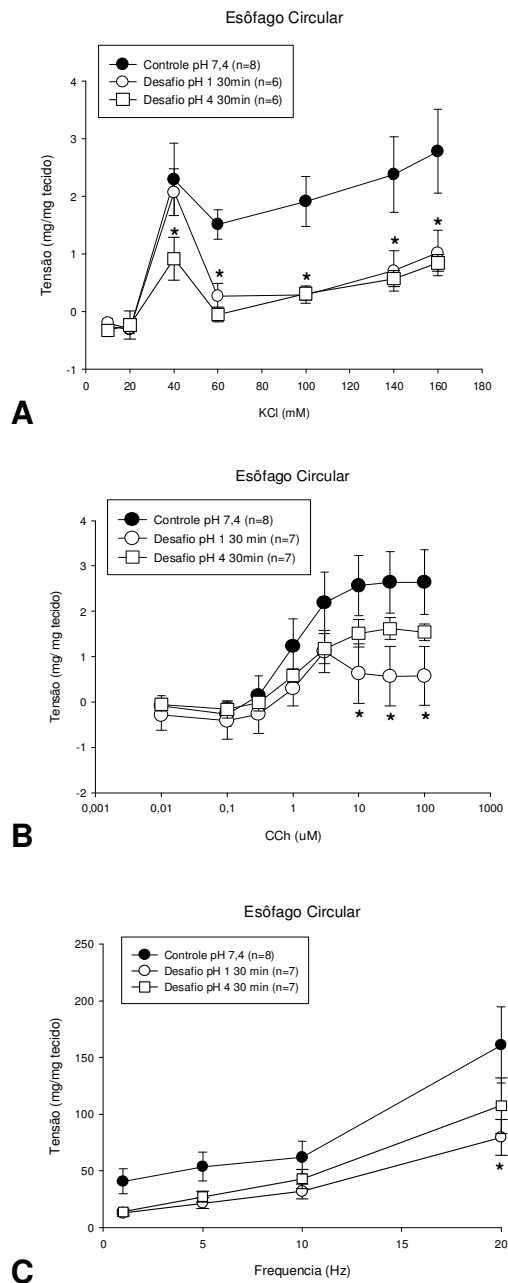 Esôfago Circular
Controle pH 7,4 (n=8)
Desafio pH 1 30min (n=6)
Desafio pH 4 30min (n=6)
Tensão (mg/mg tecido)
4
3
2
1
0
-1
* * * * *
0 20 40 60 80 100 120 140 160 180
KCl (mM)
A
Esôfago Circular
Controle pH 7,4 (n=8)
Desafio pH 1 30 min (n=7)
Desafio pH 4 30min (n=7)
Tensão (mg/ mg tecido)
4
3
2
1
0
-1
-2
* * *
0,001 0,01 0,1 1 10 100 1000
CCh (uM)
B
Esôfago Circular
Controle pH 7,4 (n=8)
Desafio pH 1 30 min (n=7)
Desafio pH 4 30 min (n=7)
Tensão (mg/mg tecido)
250
200
150
100
50
0
*
0 5 10 15 20
Frequencia (Hz)
C